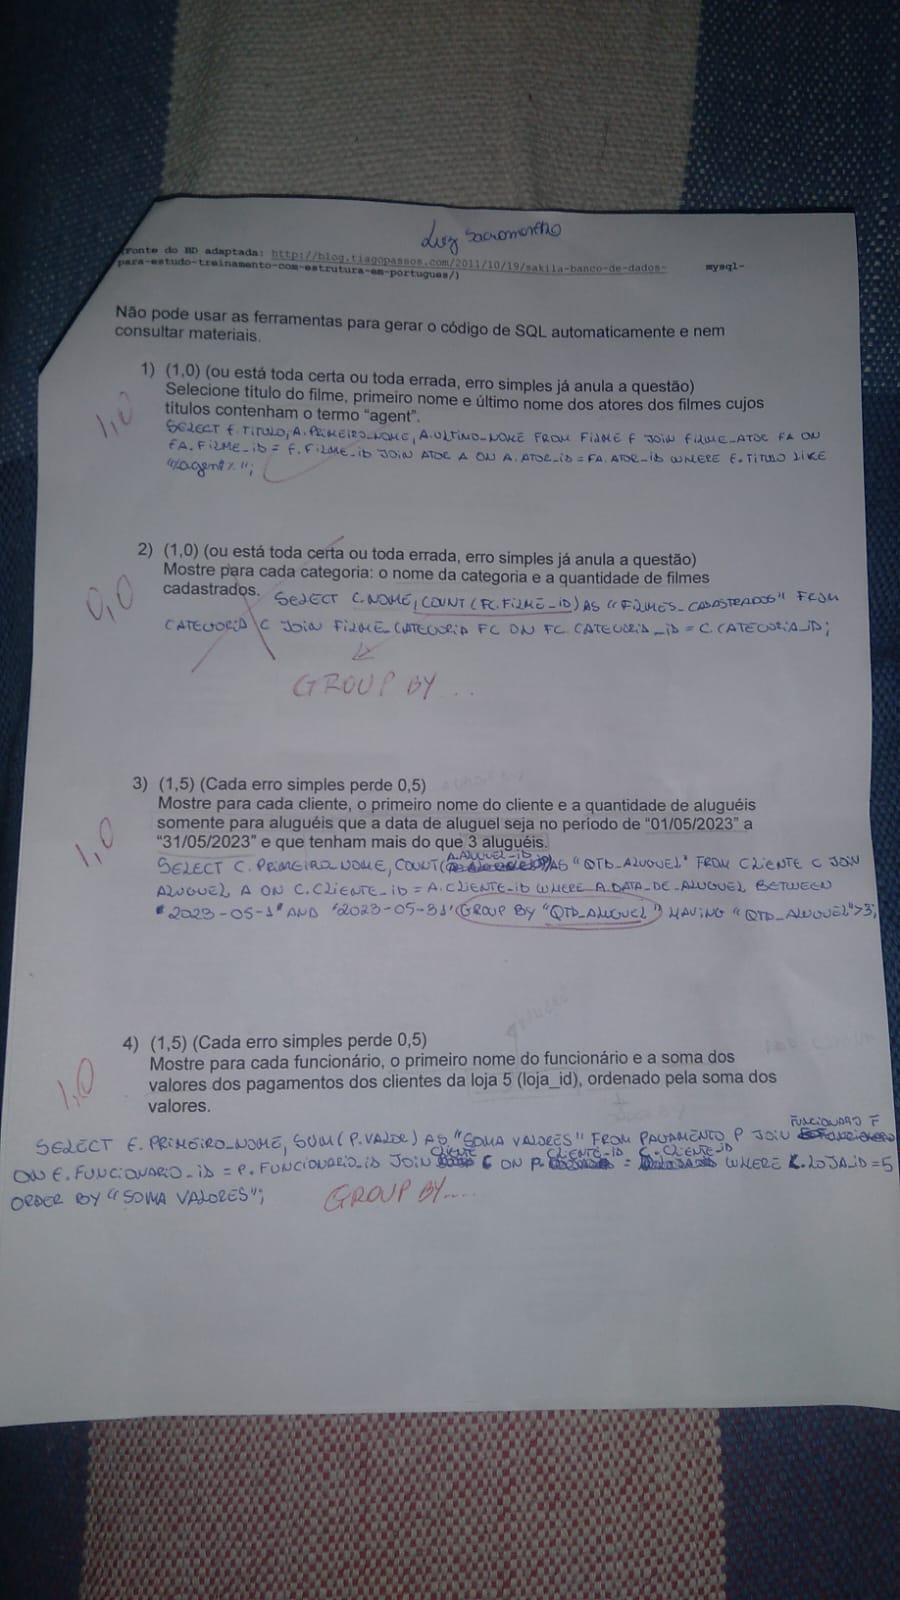 Luiz Sacramento
(Fonte do BD adaptada: http://blog.tiagopassos.com/2011/10/19/sakila-banco-de-dados- mysql-
para-estudo-treinamento-com-estrutura-em-portugues/)
Não pode usar as ferramentas para gerar o código de SQL automaticamente e nem
consultar materiais.
1) (1,0) (ou está toda certa ou toda errada, erro simples já anula a questão)
Selecione titulo do filme, primeiro nome e último nome dos atores dos filmes cujos
1,0
títulos contenham o termo “agent”.
SELECT F.TITULO, A.PRIMEIRO_NOME, A.ULTIMO_NOME FROM FILME F JOIN FILME_ATOR FA ON
FA.FILME_ID = F.FILME_ID JOIN ATOR A ON A.ATOR_ID = FA.ATOR_ID WHERE F.TITULO LIKE
"%agent%";
2) (1,0) (ou está toda certa ou toda errada, erro simples já anula a questão)
Mostre para cada categoria: o nome da categoria e a quantidade de filmes
0,0
cadastrados. SELECT C.NOME, COUNT(FC.FILME_ID) AS "FILMES_CADASTRADOS" FROM
CATEGORIA C JOIN FILME_CATEGORIA FC ON FC.CATEGORIA_ID = C.CATEGORIA_ID;
GROUP BY...
3) (1,5) (Cada erro simples perde 0,5)
Mostre para cada cliente, o primeiro nome do cliente e a quantidade de aluguéis
somente para aluguéis que a data de aluguel seja no período de “01/05/2023” a
1,0
“31/05/2023” e que tenham mais do que 3 aluguéis.
SELECT C.PRIMEIRO_NOME, COUNT(A.ALUGUEL_ID) AS "QTD_ALUGUEL" FROM CLIENTE C JOIN
ALUGUEL A ON C.CLIENTE_ID = A.CLIENTE_ID WHERE A.DATA_DE_ALUGUEL BETWEEN
"2023-05-1" AND '2023-05-31' GROUP BY "QTD_ALUGUEL" HAVING "QTD_ALUGUEL">3;
4) (1,5) (Cada erro simples perde 0,5)
Mostre para cada funcionário, o primeiro nome do funcionário e a soma dos
1,0
valores dos pagamentos dos clientes da loja 5 (loja_id), ordenado pela soma dos
valores.
SELECT F.PRIMEIRO_NOME, SUM(P.VALOR) AS "SOMA VALORES" FROM PAGAMENTO P JOIN FUNCIONARIO F
ON F.FUNCIONARIO_ID = P.FUNCIONARIO_ID JOIN CLIENTE C ON P.CLIENTE_ID = C.CLIENTE_ID WHERE C.LOJA_ID = 5
ORDER BY "SOMA VALORES";
GROUP BY....